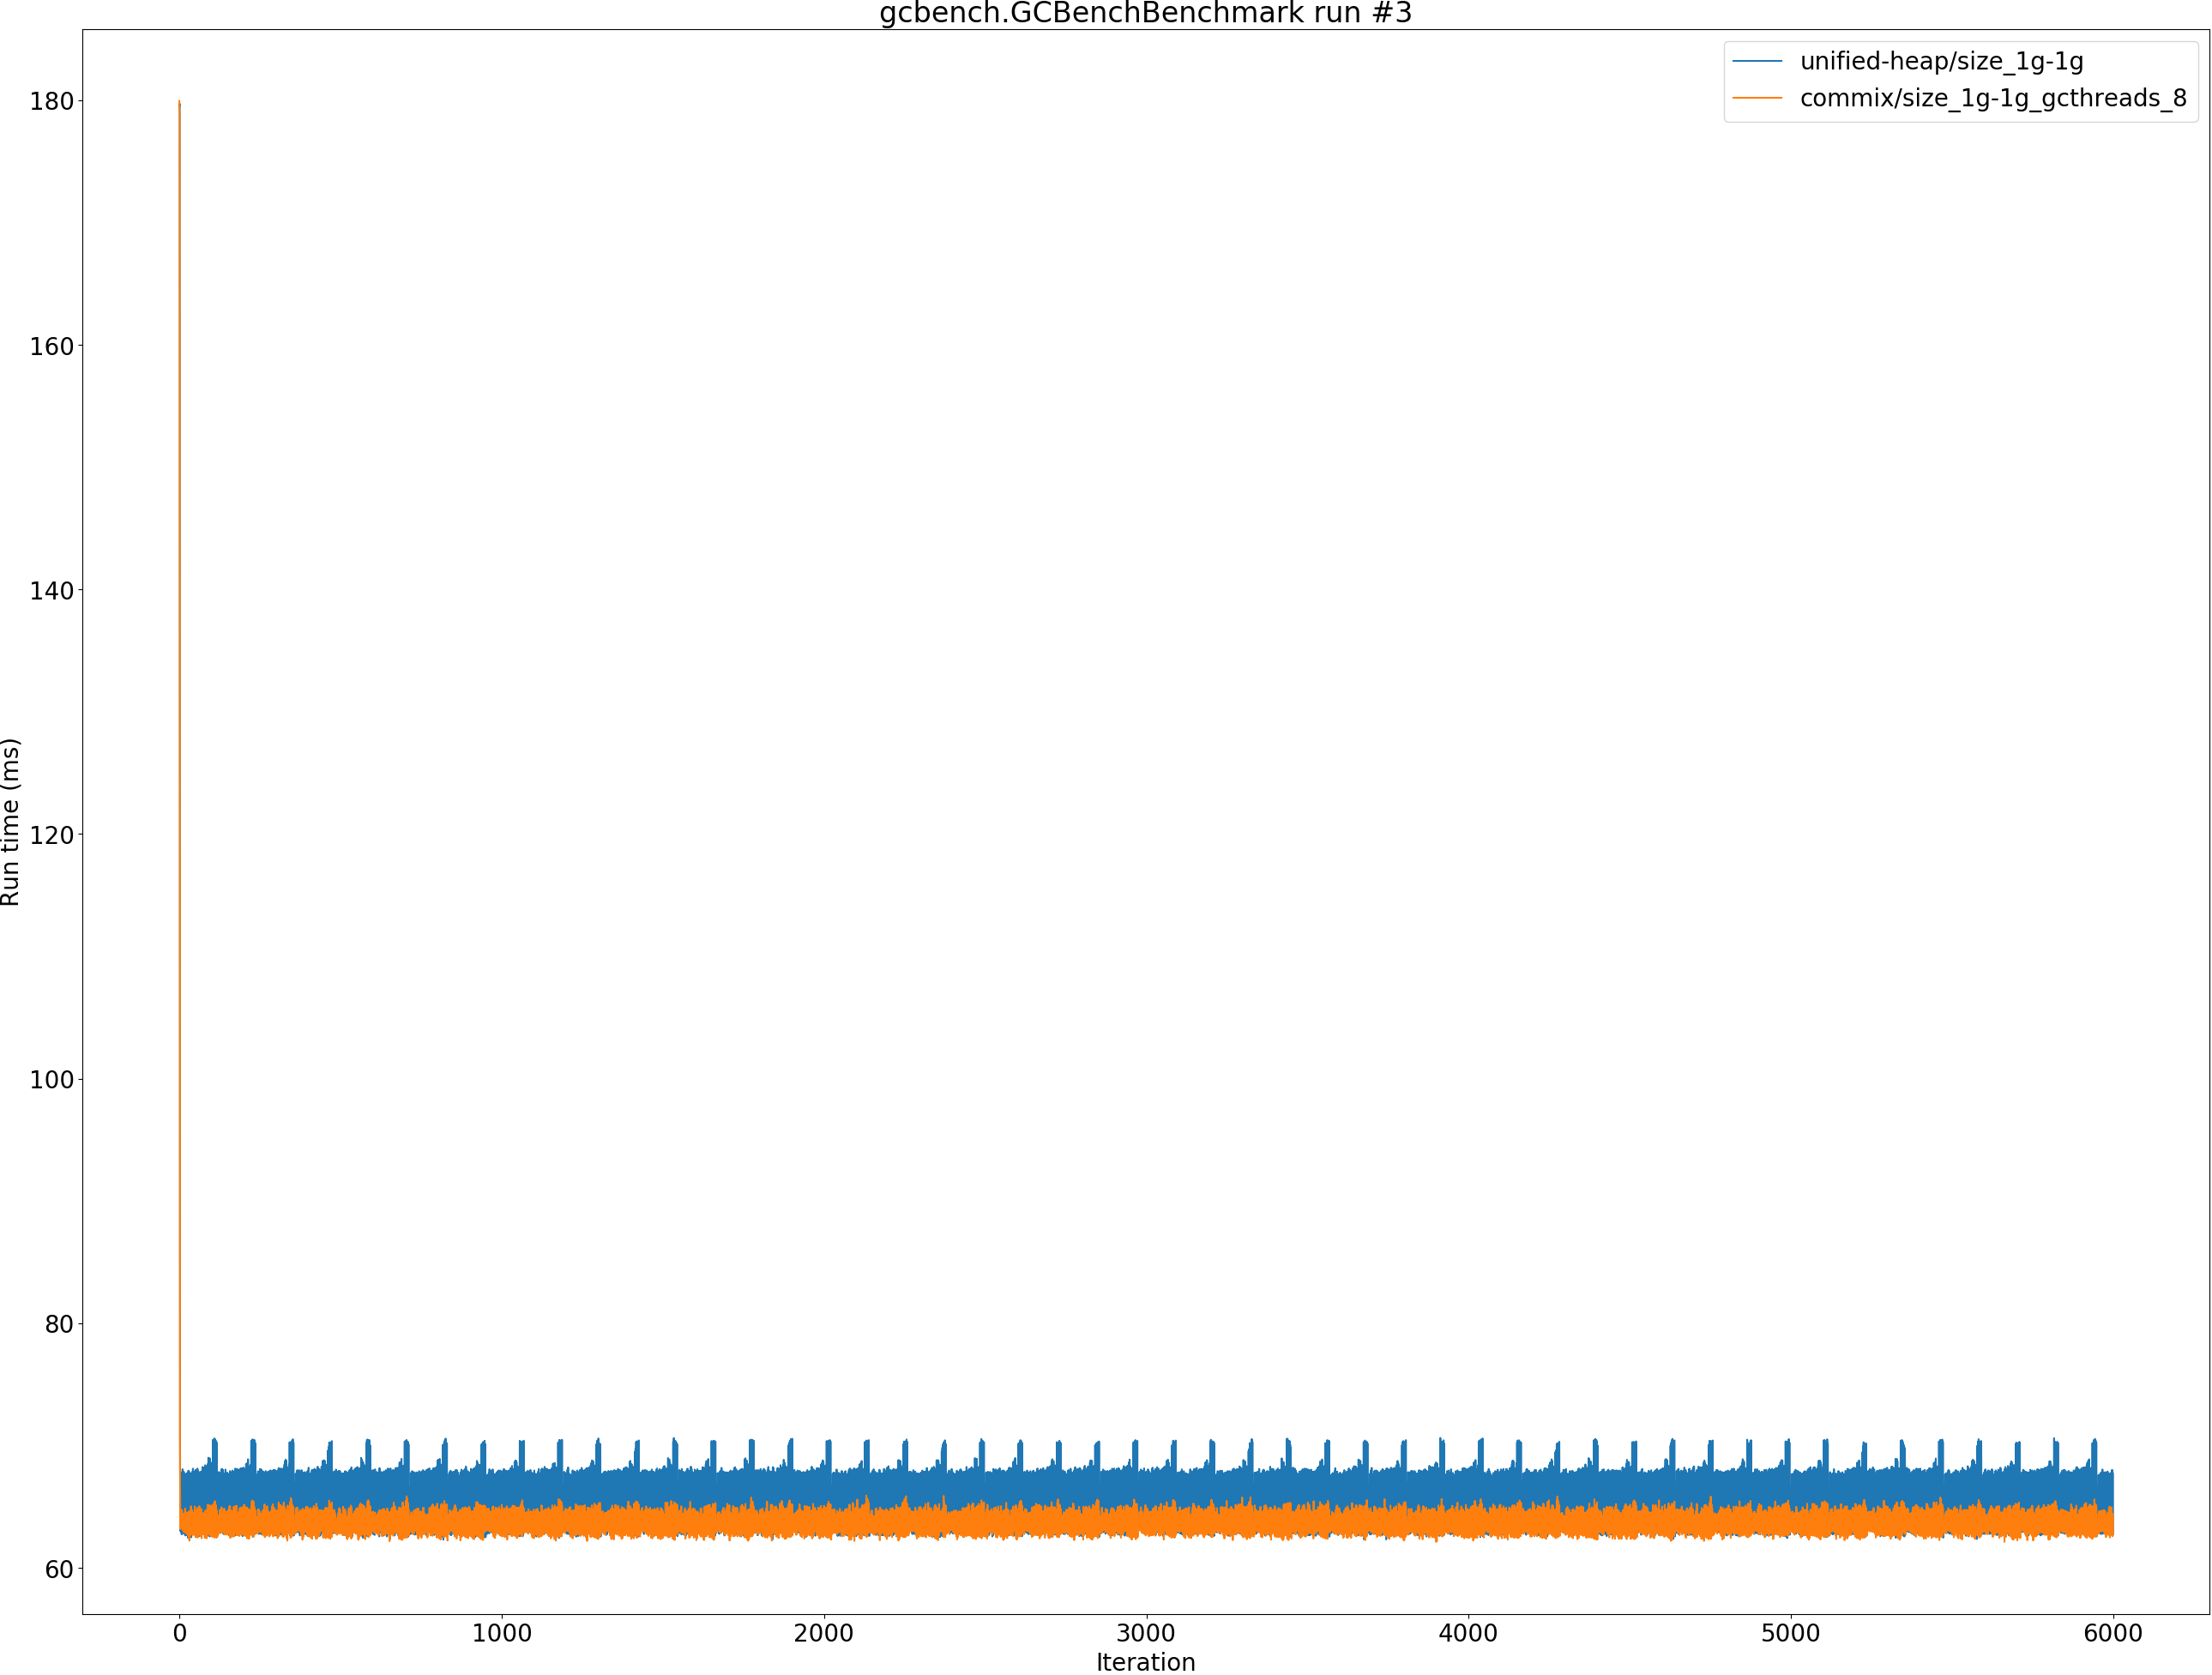 gcbench.GCBenchBenchmark run #3
unified-heap/size_1g-1g
commix/size_1g-1g_gcthreads_8
180
160
140
120
100
80
60
Run time (ms)
0 1000 2000 3000 4000 5000 6000
Iteration